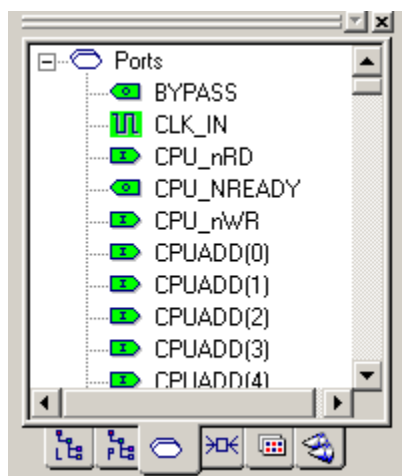 Ports
BYPASS
CLK_IN
CPU_nRD
CPU_NREADY
CPU_nWR
CPUADD(0)
CPUADD(1)
CPUADD(2)
CPUADD(3)
CPUADD(4)
L P